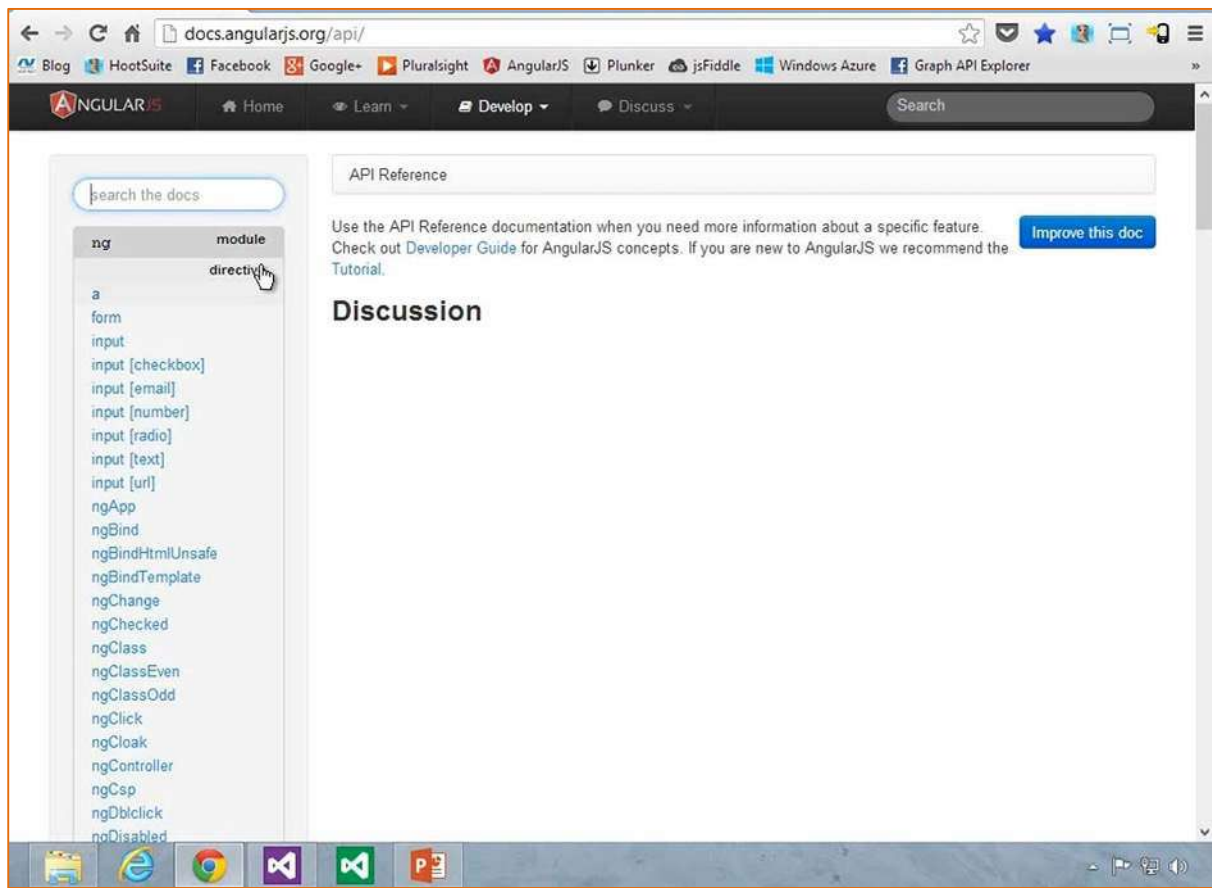 docs.angularjs.org/api/
Blog HootSuite Facebook Google+ Pluralsight AngularJS Plunker jsFiddle Windows Azure Graph API Explorer »
ANGULARJS Home Learn Develop Discuss Search
search the docs
ng module
directive
a
form
input
input [checkbox]
input [email]
input [number]
input [radio]
input [text]
input [url]
ngApp
ngBind
ngBindHtmlUnsafe
ngBindTemplate
ngChange
ngChecked
ngClass
ngClassEven
ngClassOdd
ngClick
ngCloak
ngController
ngCsp
ngDblclick
ngDisabled
API Reference
Use the API Reference documentation when you need more information about a specific feature.
Check out Developer Guide for AngularJS concepts. If you are new to AngularJS we recommend the
Tutorial.
Improve this doc
Discussion